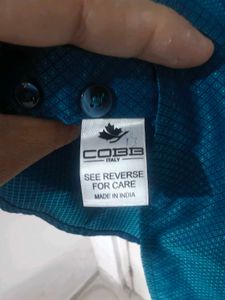 COBB
ITALY
SEE REVERSE
FOR CARE
MADE IN INDIA